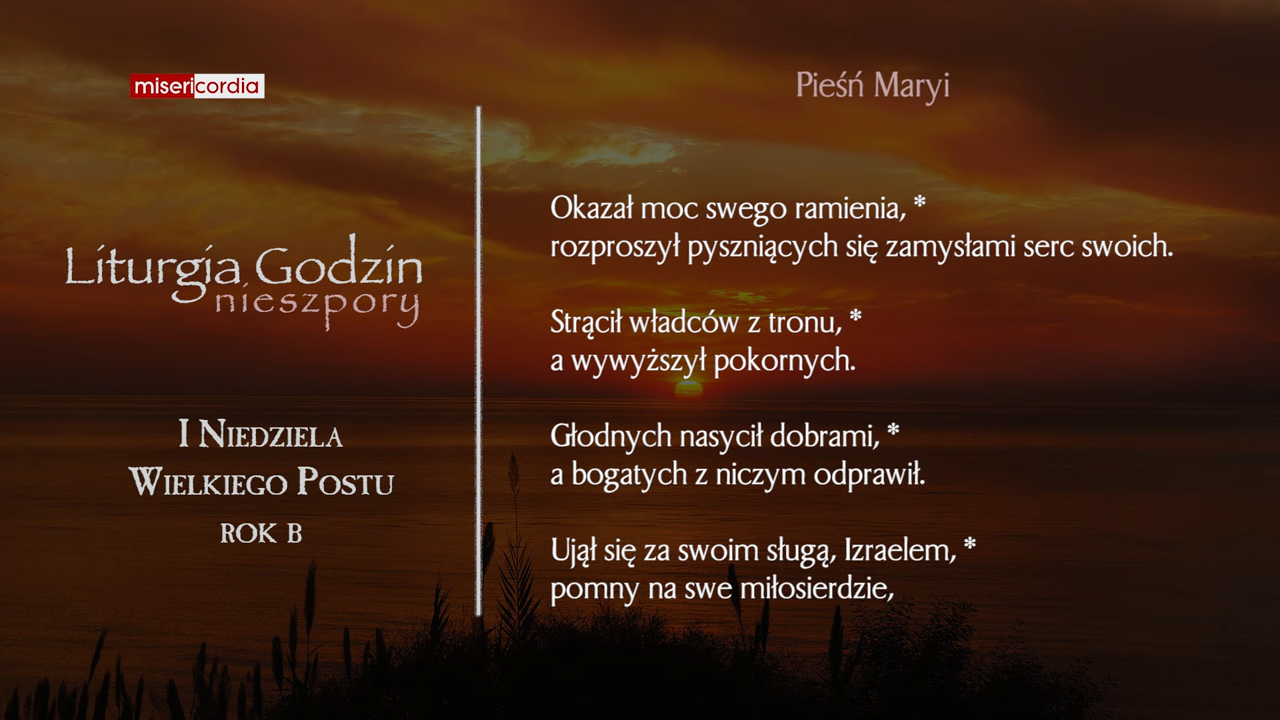 misericordia
Liturgia Godzin
nieszpory
I Niedziela
Wielkiego Postu
rok B
Pieśń Maryi
Okazał moc swego ramienia, *
rozproszył pyszniących się zamysłami serc swoich.
Strącił władców z tronu, *
a wywyższył pokornych.
Głodnych nasycił dobrami, *
a bogatych z niczym odprawił.
Ujął się za swoim sługą, Izraelem, *
pomny na swe miłosierdzie,